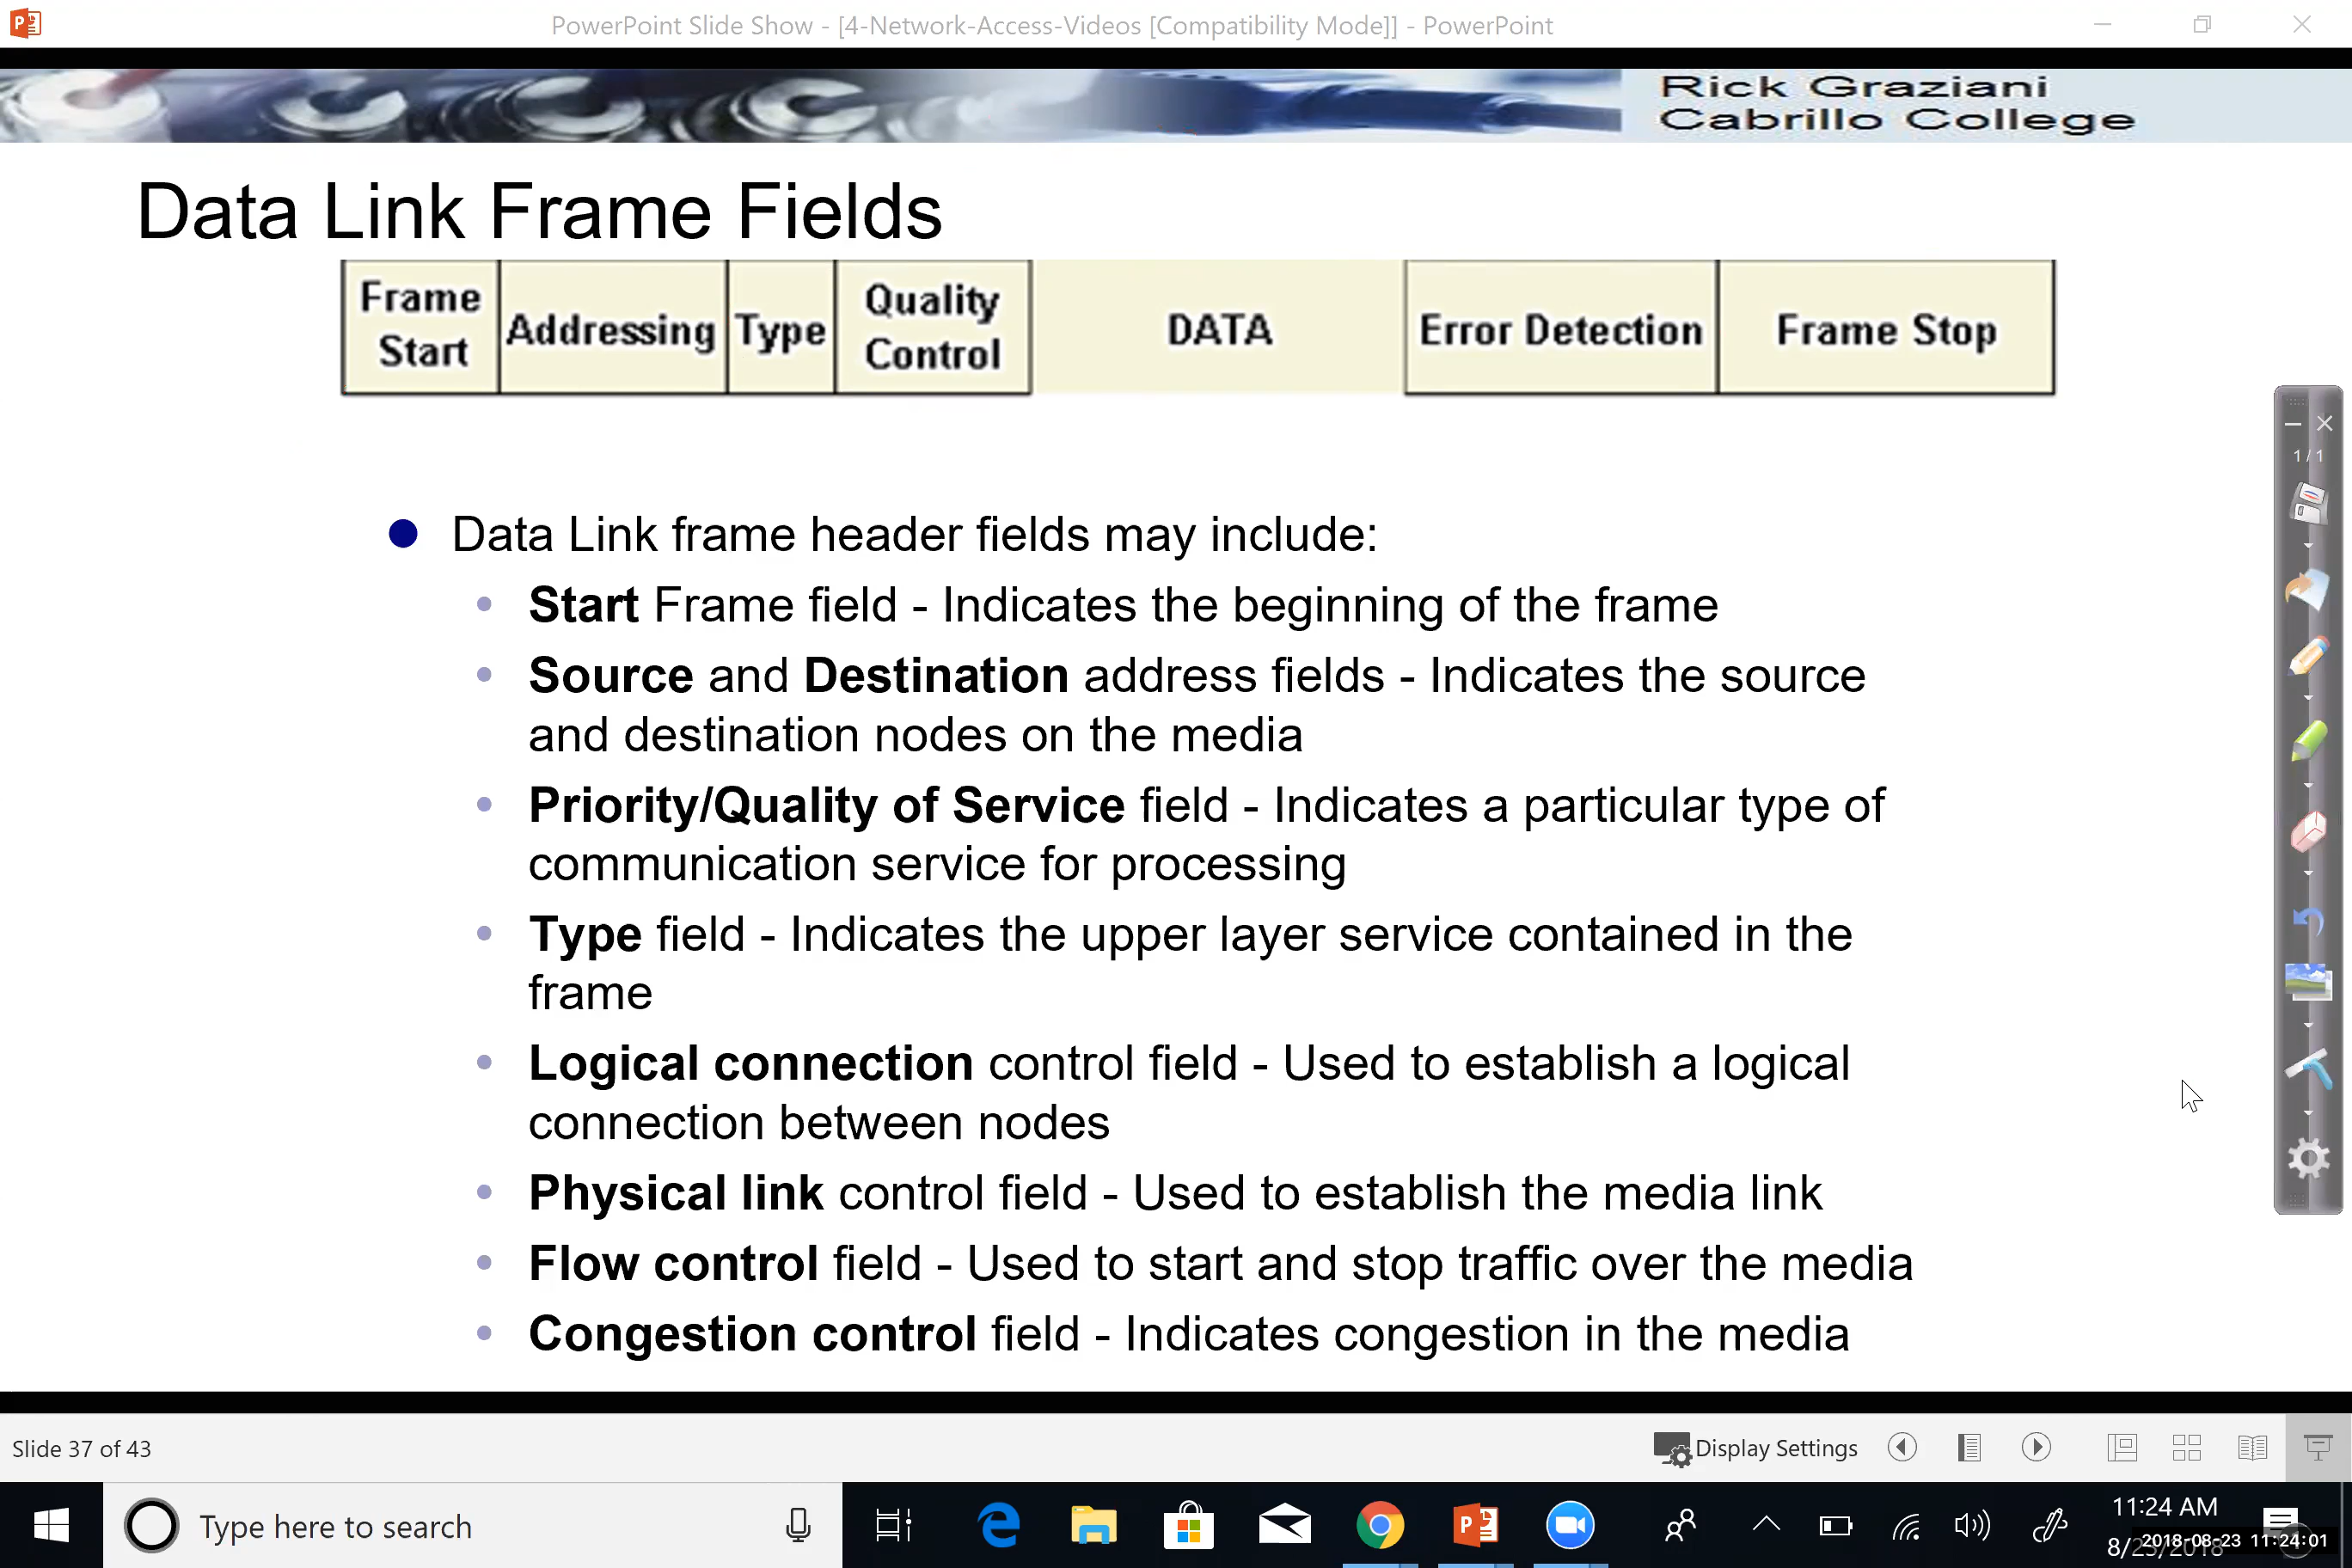 PowerPoint Slide Show - [4-Network-Access-Videos [Compatibility Mode]] - PowerPoint
Rick Graziani
Cabrillo College
Data Link Frame Fields
Frame Start
Addressing
Type
Quality Control
DATA
Error Detection
Frame Stop
1/1
Data Link frame header fields may include:
Start Frame field - Indicates the beginning of the frame
Source and Destination address fields - Indicates the source
and destination nodes on the media
Priority/Quality of Service field - Indicates a particular type of
communication service for processing
Type field - Indicates the upper layer service contained in the
frame
Logical connection control field - Used to establish a logical
connection between nodes
Physical link control field - Used to establish the media link
Flow control field - Used to start and stop traffic over the media
Congestion control field - Indicates congestion in the media
Slide 37 of 43
Display Settings
Type here to search
11:24 AM
2018-08-23 11:24:01